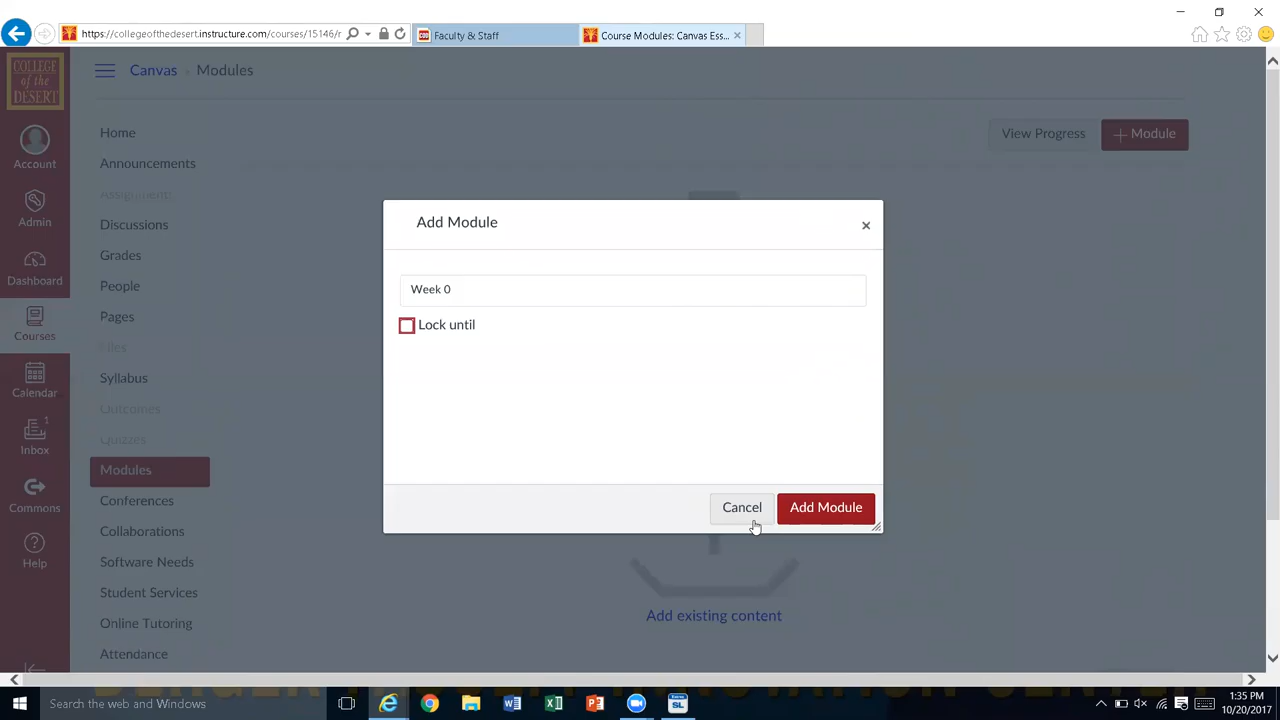 https://collegeofthedesert.instructure.com/courses/15146/r
Faculty & Staff
Course Modules: Canvas Ess...
COLLEGE
of the
DESERT
Canvas
Modules
Account
Admin
Dashboard
Courses
Calendar
1
Inbox
Commons
Help
Home
Announcements
Assignments
Discussions
Grades
People
Pages
Files
Syllabus
Outcomes
Quizzes
Modules
Conferences
Collaborations
Software Needs
Student Services
Online Tutoring
Attendance
View Progress
+ Module
Add Module
×
Week 0
Lock until
Cancel
Add Module
Add existing content
Search the web and Windows
1:35 PM
10/20/2017